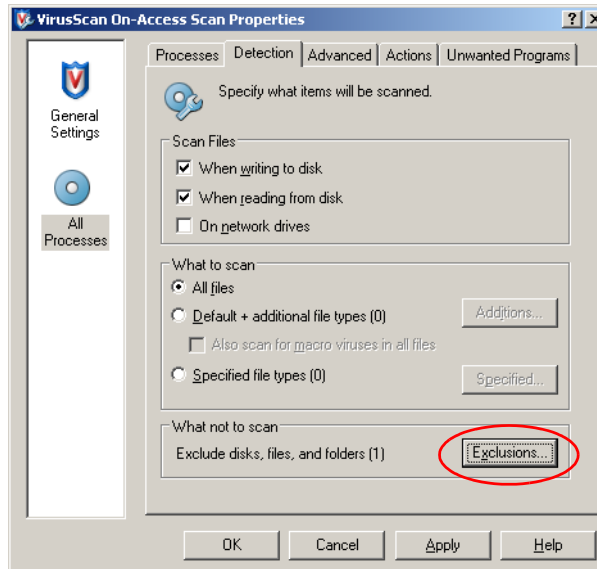 VirusScan On-Access Scan Properties
General
Settings
All
Processes
Processes Detection Advanced Actions Unwanted Programs
Specify what items will be scanned.
Scan Files
When writing to disk
When reading from disk
On network drives
What to scan
All files
Default + additional file types (0)
Additions...
Also scan for macro viruses in all files
Specified file types (0)
Specified...
What not to scan
Exclude disks, files, and folders (1)
Exclusions...
OK Cancel Apply Help